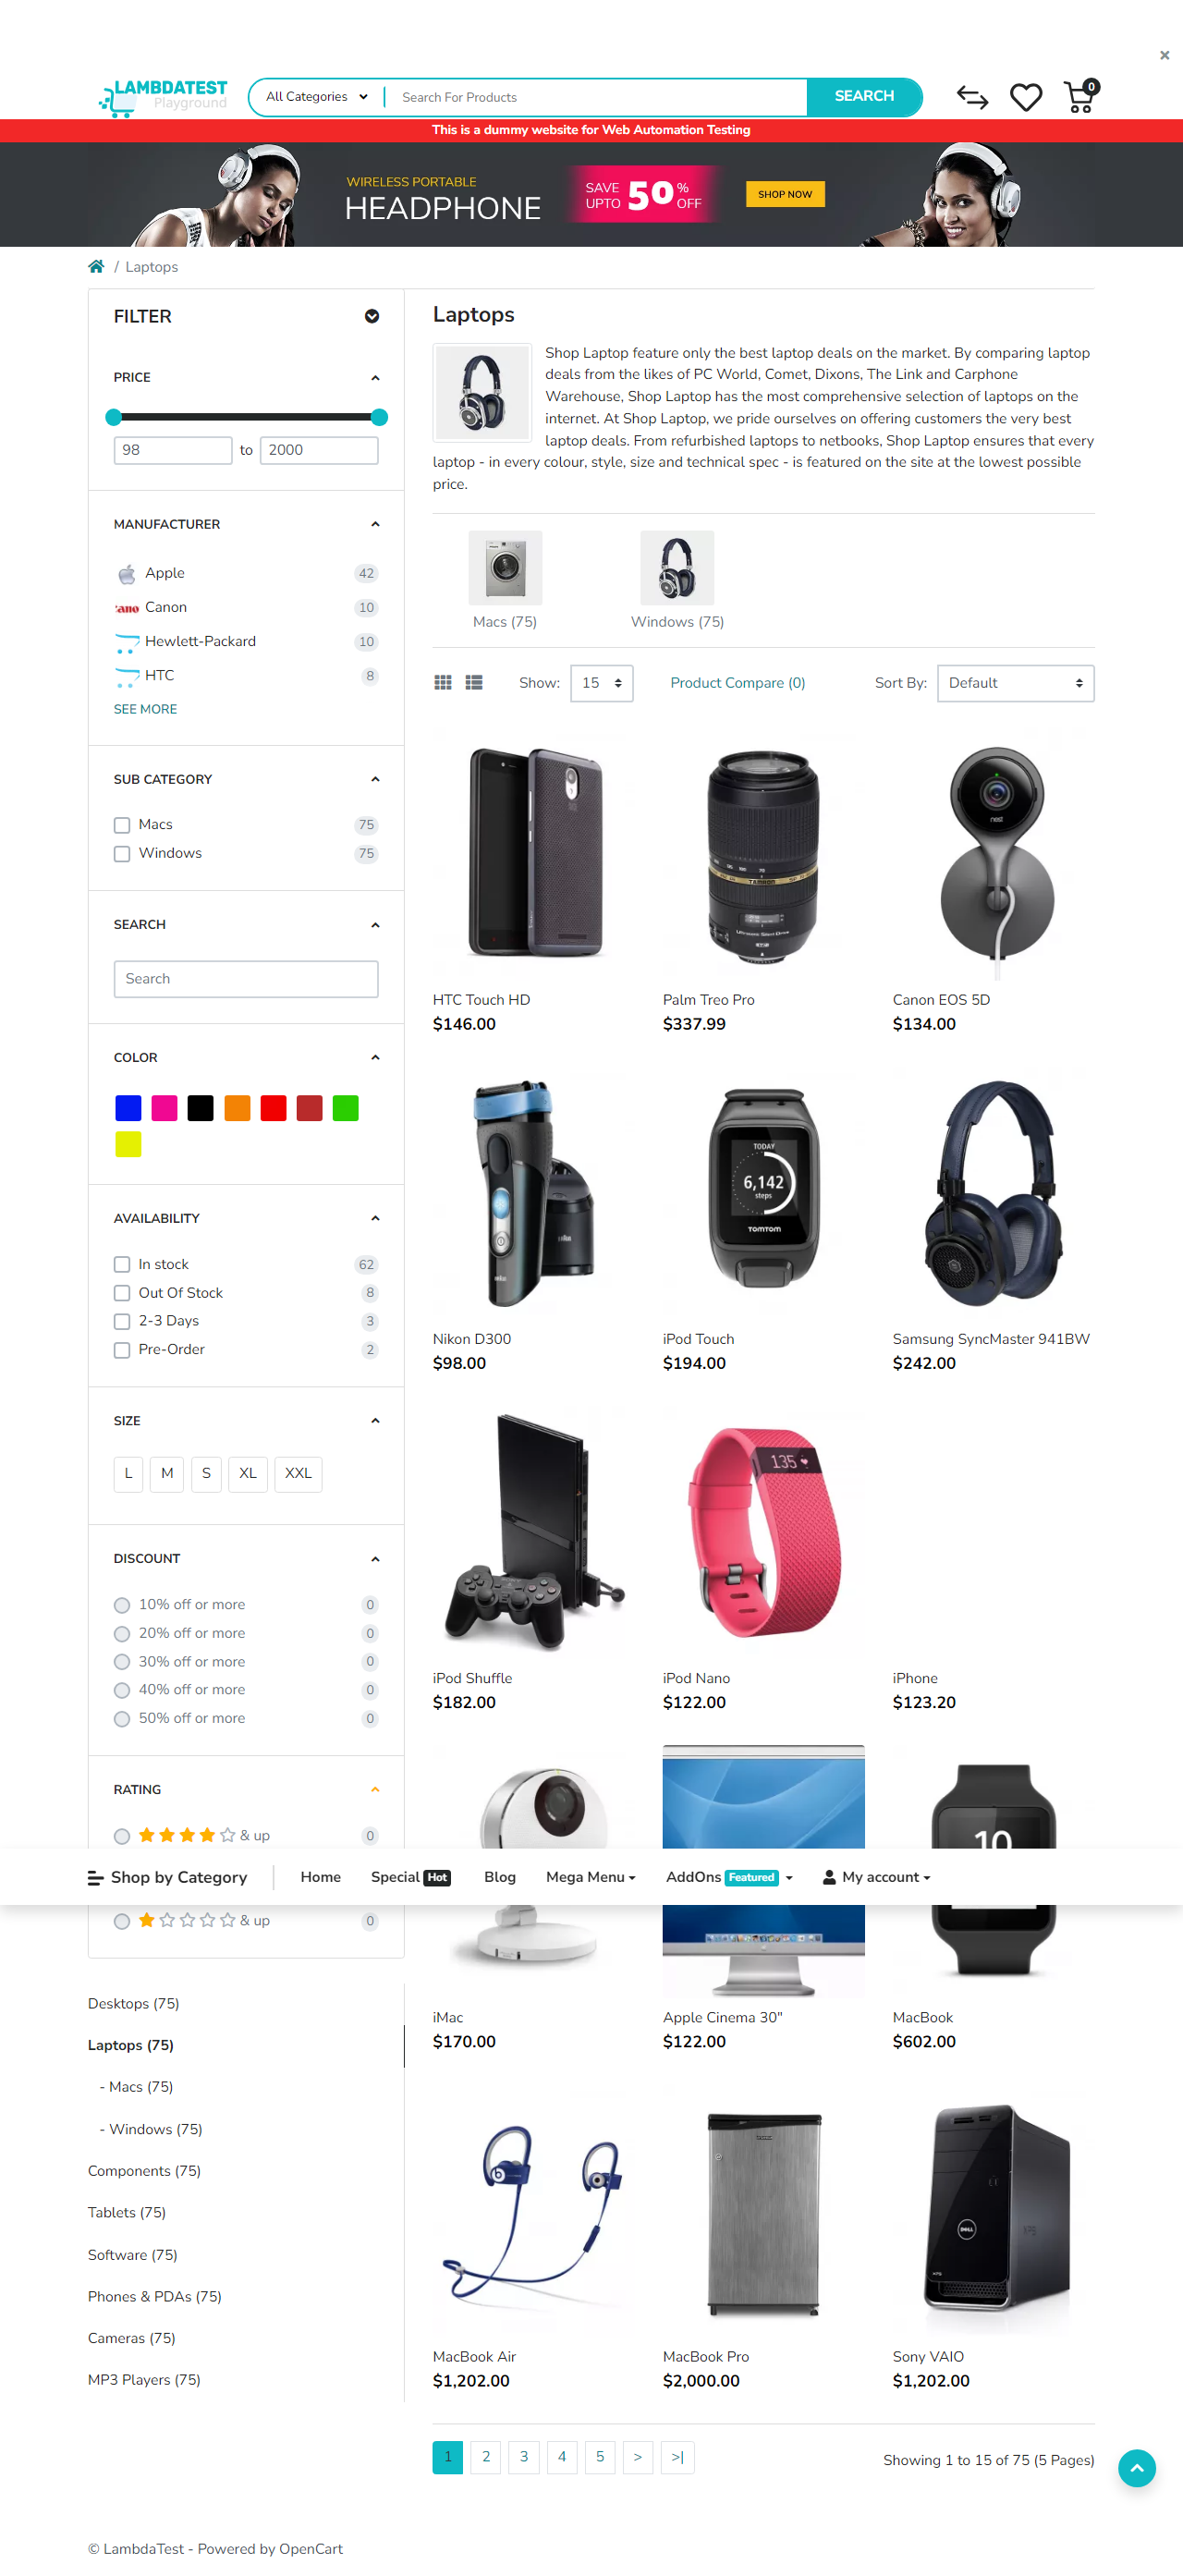 ×
LAMBDATEST
Playground
All Categories
Search For Products
SEARCH
0
This is a dummy website for Web Automation Testing
WIRELESS PORTABLE
HEADPHONE
SAVE UPTO 50 % OFF
SHOP NOW
/ Laptops
FILTER
PRICE
98 to 2000
MANUFACTURER
Apple 42
Canon 10
Hewlett-Packard 10
HTC 8
SEE MORE
SUB CATEGORY
Macs 75
Windows 75
SEARCH
Search
COLOR
AVAILABILITY
In stock 62
Out Of Stock 8
2-3 Days 3
Pre-Order 2
SIZE
L M S XL XXL
DISCOUNT
10% off or more 0
20% off or more 0
30% off or more 0
40% off or more 0
50% off or more 0
RATING
& up 0
Shop by Category Home Special Hot Blog Mega Menu AddOns Featured My account
& up 0
Desktops (75)
Laptops (75)
- Macs (75)
- Windows (75)
Components (75)
Tablets (75)
Software (75)
Phones & PDAs (75)
Cameras (75)
MP3 Players (75)
Laptops
Shop Laptop feature only the best laptop deals on the market. By comparing laptop
deals from the likes of PC World, Comet, Dixons, The Link and Carphone
Warehouse, Shop Laptop has the most comprehensive selection of laptops on the
internet. At Shop Laptop, we pride ourselves on offering customers the very best
laptop deals. From refurbished laptops to netbooks, Shop Laptop ensures that every
laptop - in every colour, style, size and technical spec - is featured on the site at the lowest possible
price.
Macs (75) Windows (75)
Show: 15 Product Compare (0) Sort By: Default
nest
TAMRON
HTC Touch HD Palm Treo Pro Canon EOS 5D
$146.00 $337.99 $134.00
TODAY
6,142
steps
TOMTOM
Nikon D300 iPod Touch Samsung SyncMaster 941BW
$98.00 $194.00 $242.00
135
iPod Shuffle iPod Nano iPhone
$182.00 $122.00 $123.20
10
iMac Apple Cinema 30" MacBook
$170.00 $122.00 $602.00
DELL
MacBook Air MacBook Pro Sony VAIO
$1,202.00 $2,000.00 $1,202.00
1 2 3 4 5 > >|
Showing 1 to 15 of 75 (5 Pages)
© LambdaTest - Powered by OpenCart